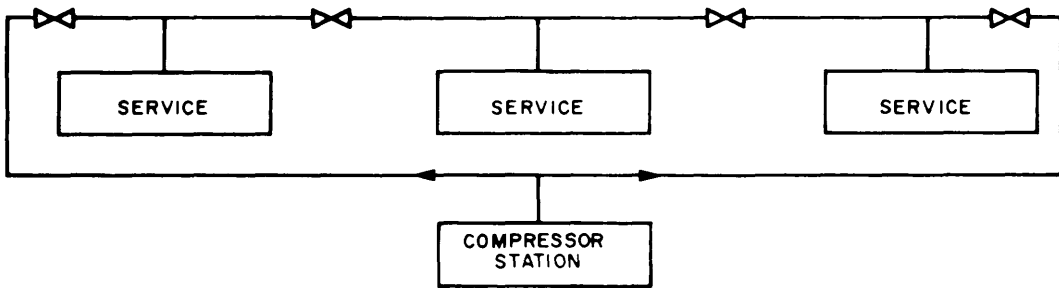 SERVICE
SERVICE
SERVICE
COMPRESSOR
STATION